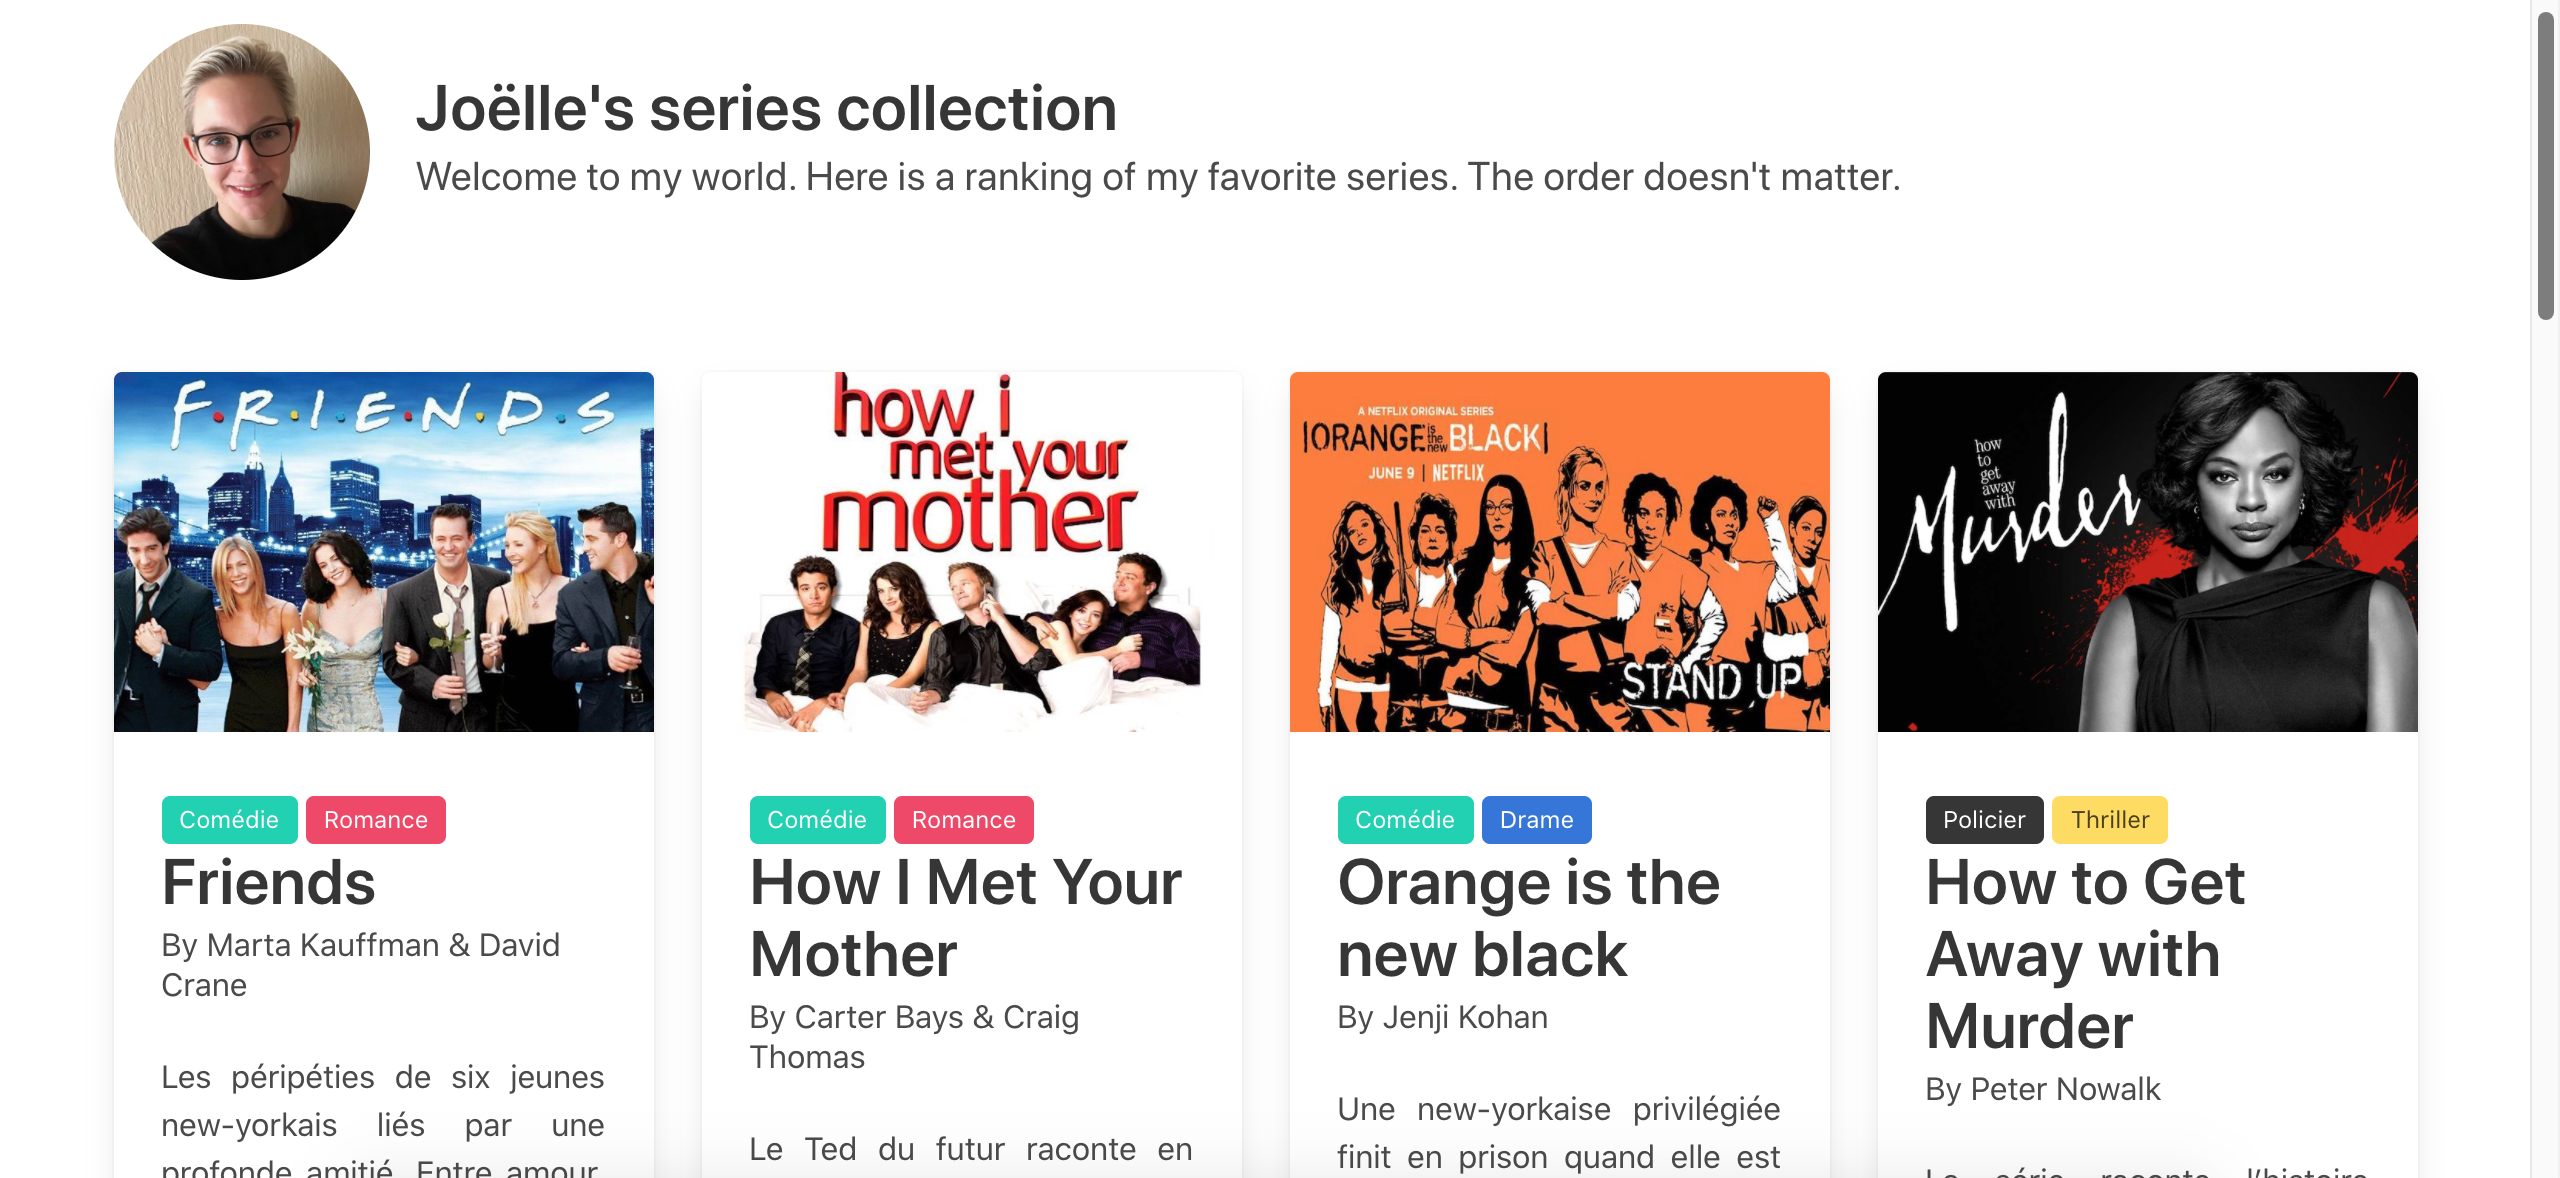 Joëlle's series collection
Welcome to my world. Here is a ranking of my favorite series. The order doesn't matter.
F·R·I·E·N·D·S
Comédie Romance
Friends
By Marta Kauffman & David
Crane
Les péripéties de six jeunes
new-yorkais liés par une
profonde amitié. Entre amour,
how i
met your
mother
Comédie Romance
How I Met Your
Mother
By Carter Bays & Craig
Thomas
Le Ted du futur raconte en
A NETFLIX ORIGINAL SERIES
ORANGE is the new BLACK
JUNE 9 | NETFLIX
STAND UP
Comédie Drame
Orange is the
new black
By Jenji Kohan
Une new-yorkaise privilégiée
finit en prison quand elle est
how
to
get
away
with
Murder
Policier Thriller
How to Get
Away with
Murder
By Peter Nowalk
La série raconte l'histoire